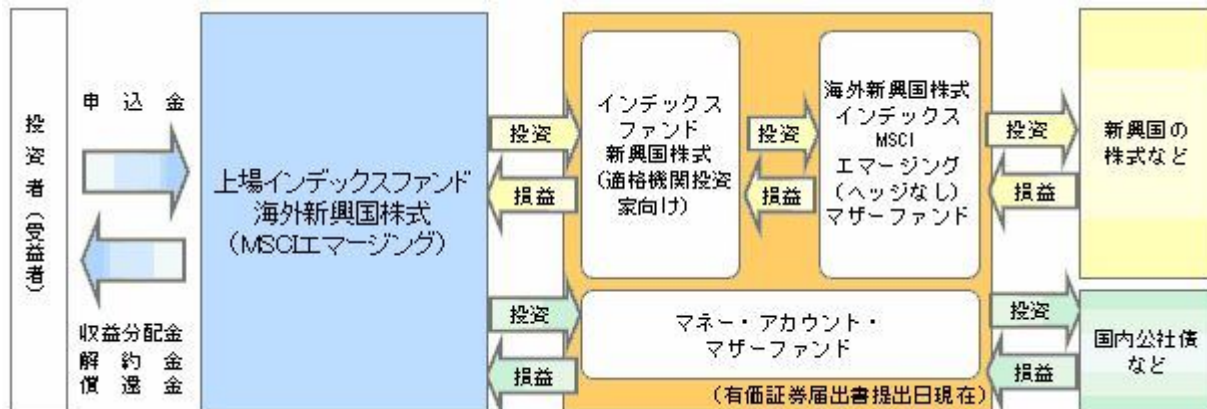 投資者(受益者)
申込金
収益分配金
解約金
償還金
上場インデックスファンド
海外新興国株式
(MSCIエマージング)
投資
損益
投資
損益
インデックス
ファンド
新興国株式
(適格機関投資
家向け)
投資
損益
海外新興国株式
インデックス
MSCI
エマージング
(ヘッジなし)
マザーファンド
マネー・アカウント・
マザーファンド
(有価証券届出書提出日現在)
投資
損益
投資
損益
新興国の
株式など
国内公社債
など